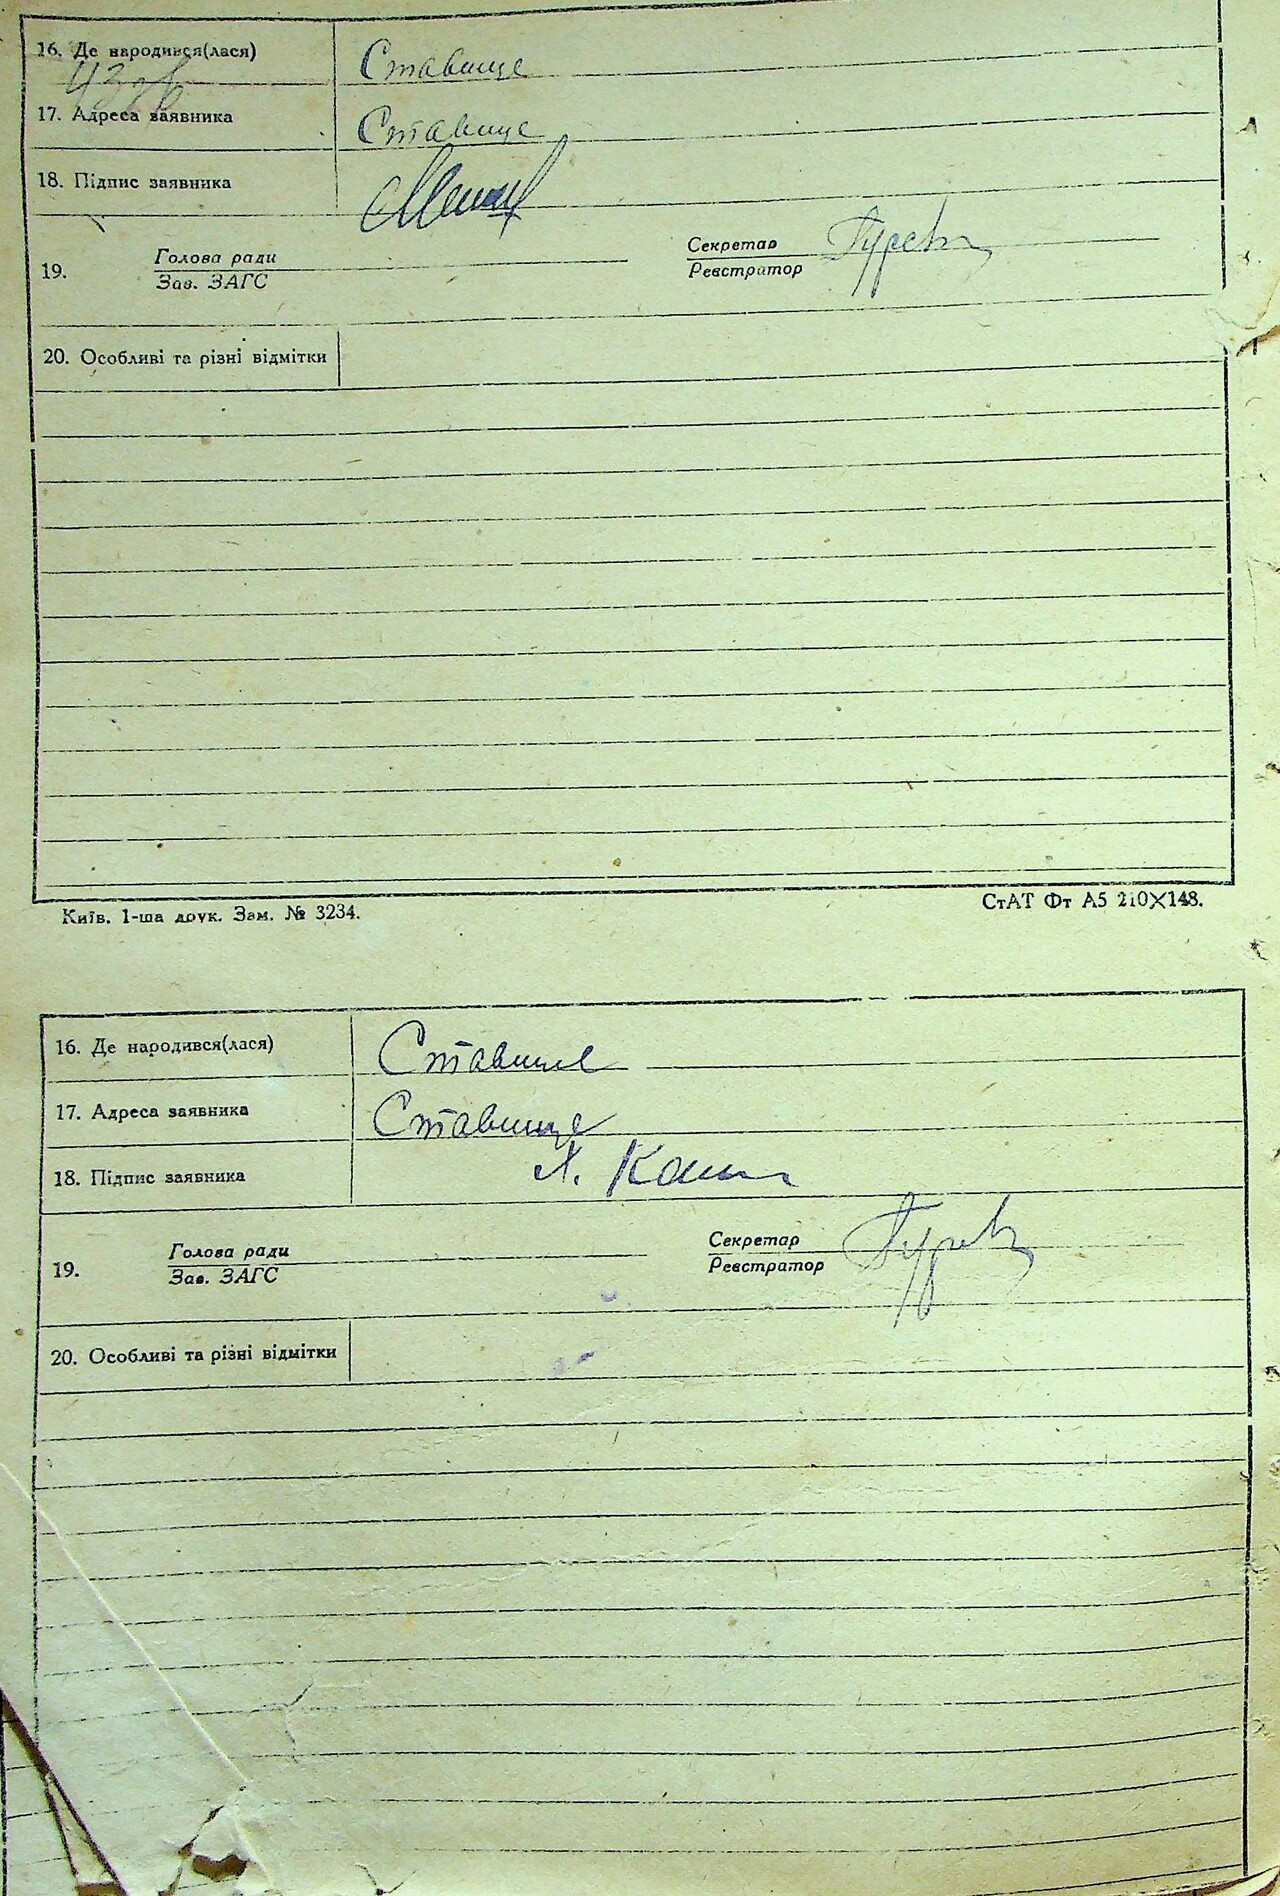 16. Де народився(лася) Ставище
17. Адреса заявника Ставище
18. Підпис заявника
Голова ради Секретар
19.
Зав. ЗАГС Реєстратор
20. Особливі та різні відмітки
Київ. 1-ша друк. Зам. № 3234. СтАТ Фт А5 210×148.
16. Де народився(лася) Ставище
17. Адреса заявника Ставище
18. Підпис заявника
Голова ради Секретар
19.
Зав. ЗАГС Реєстратор
20. Особливі та різні відмітки